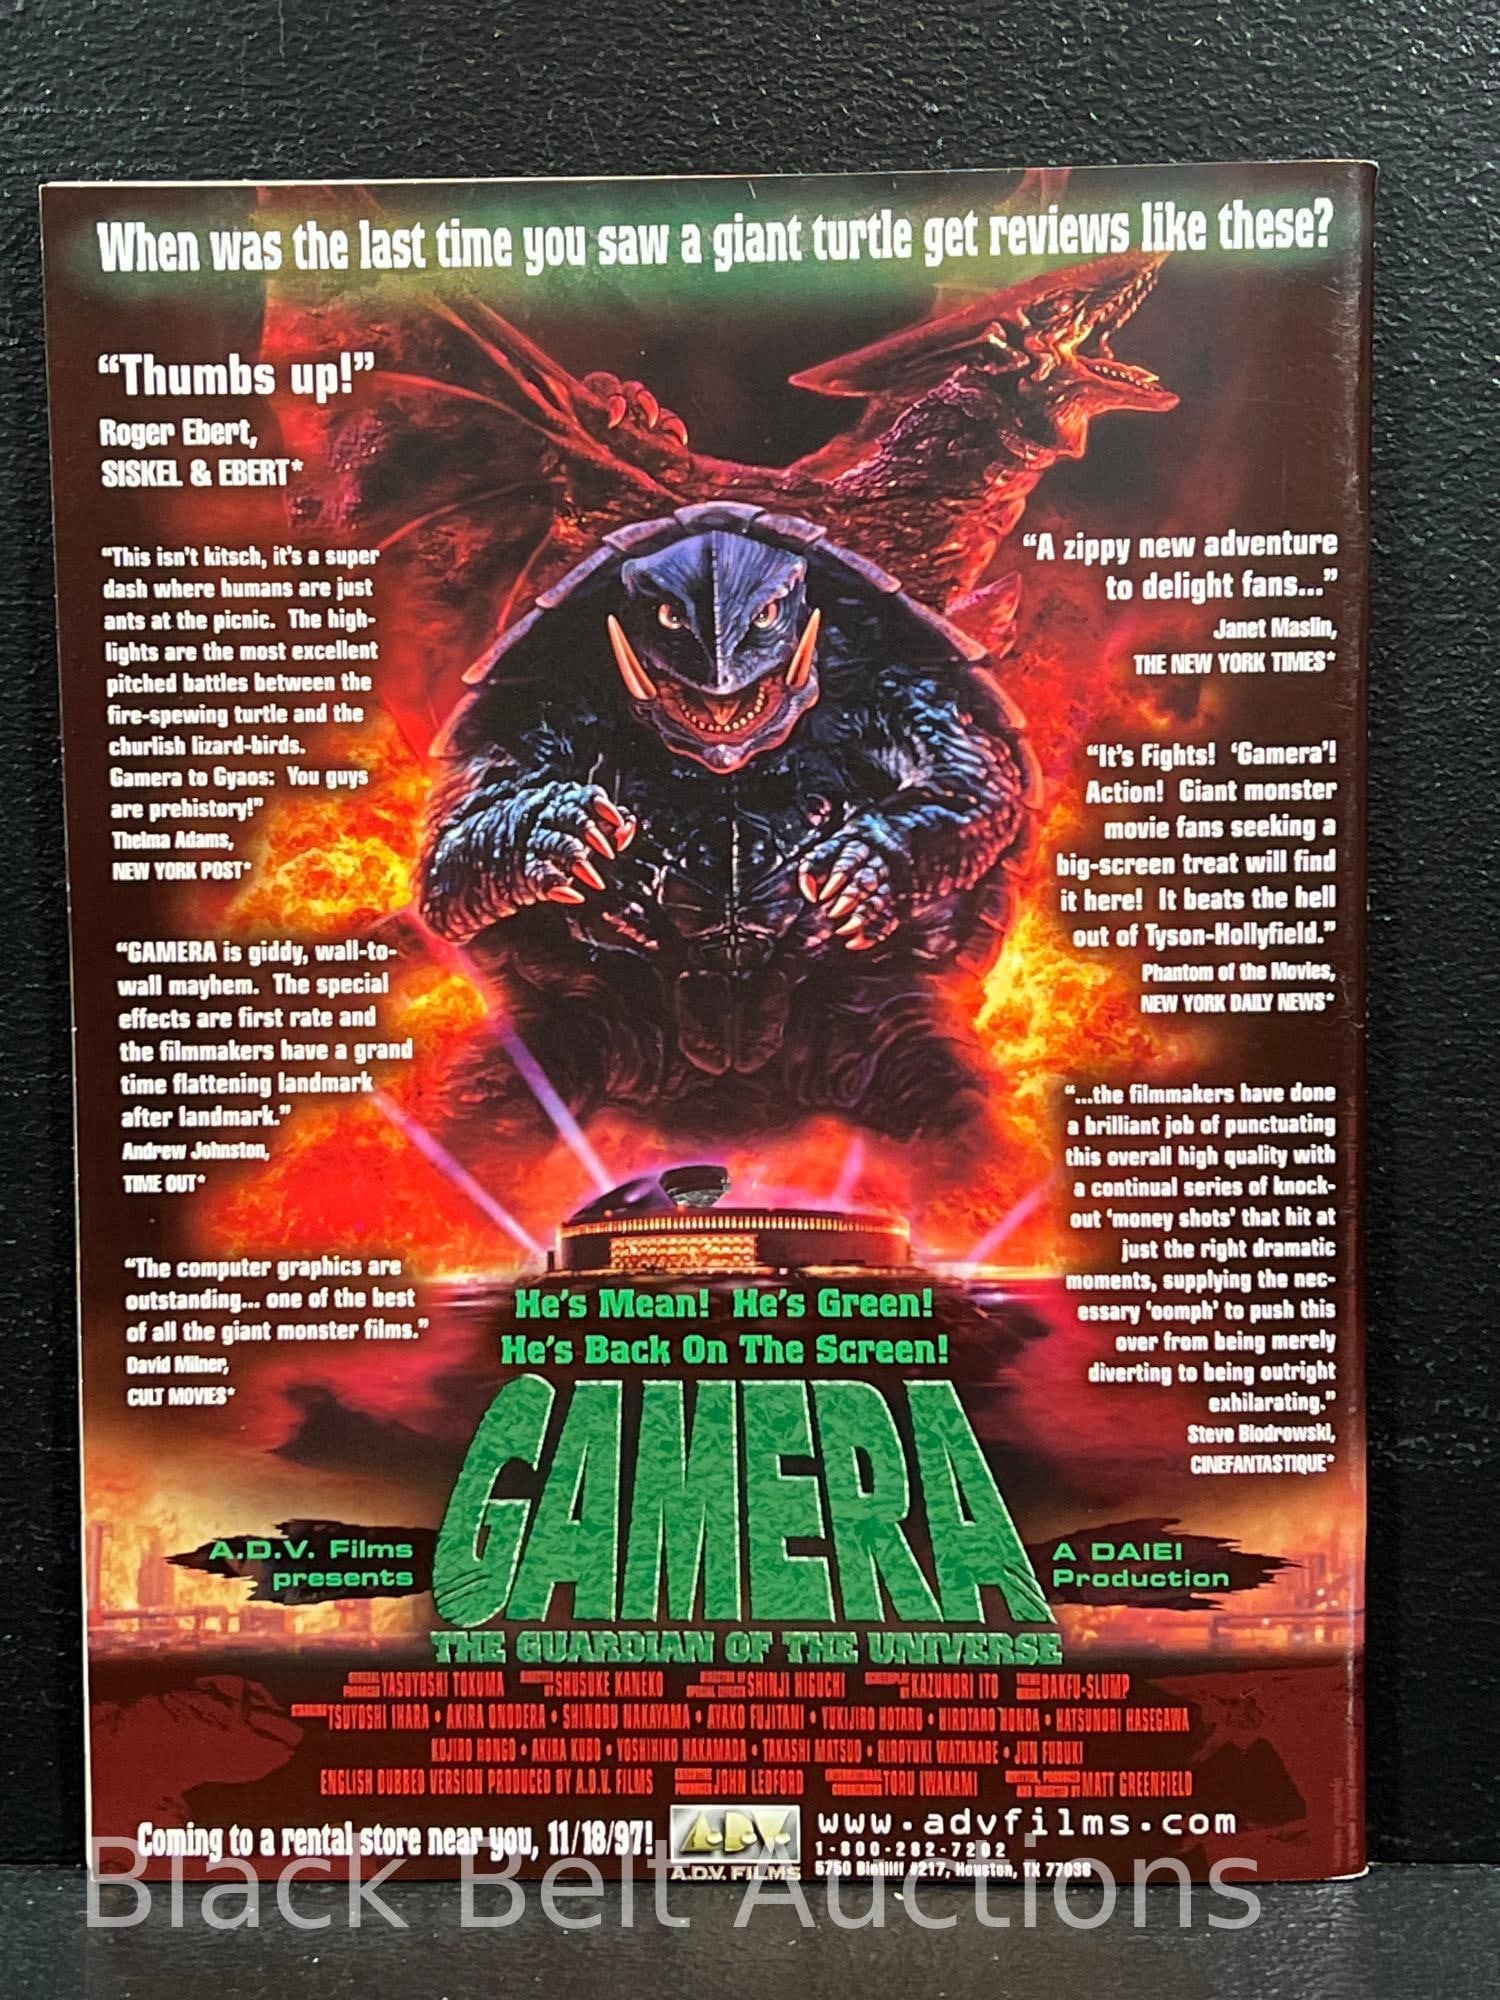 When was the last time you saw a giant turtle get reviews like these?
“Thumbs up!”
Roger Ebert,
SISKEL & EBERT*
“This isn’t kitsch, it’s a super
dash where humans are just
ants at the picnic. The high-
lights are the most excellent
pitched battles between the
fire-spewing turtle and the
churlish lizard-birds.
Gamera to Gyaos: You guys
are prehistory!”
Thelma Adams,
NEW YORK POST*
“GAMERA is giddy, wall-to-
wall mayhem. The special
effects are first rate and
the filmmakers have a grand
time flattening landmark
after landmark.”
Andrew Johnston,
TIME OUT*
“The computer graphics are
outstanding... one of the best
of all the giant monster films.”
David Milner,
CULT MOVIES*
“A zippy new adventure
to delight fans...”
Janet Maslin,
THE NEW YORK TIMES*
“It’s Fights! ‘Gamera’!
Action! Giant monster
movie fans seeking a
big-screen treat will find
it here! It beats the hell
out of Tyson-Hollyfield.”
Phantom of the Movies,
NEW YORK DAILY NEWS*
“...the filmmakers have done
a brilliant job of punctuating
this overall high quality with
a continual series of knock-
out ‘money shots’ that hit at
just the right dramatic
moments, supplying the nec-
essary ‘oomph’ to push this
over from being merely
diverting to being outright
exhilarating.”
Steve Biodrowski,
CINEFANTASTIQUE*
He’s Mean! He’s Green!
He’s Back On The Screen!
A.D.V. Films
presents
GAMERA
A DAIEI
Production
THE GUARDIAN OF THE UNIVERSE
YASUYOSHI TOKUMA SHUSUKE KANEKO SHINJI HIGUCHI KAZUNORI ITO BAKFU-SLUMP
TSUYOSHI IHARA • AKIRA ONODERA • SHINOBU NAKAYAMA • AYAKO FUJITANI • YUKIJIRO HOTARU • HIROTARO HONDA • HATSUNORI HASEGAWA
KOJIRO HONGO • AKIRA KUBO • YOSHIHIKO HAKAMADA • TAKASHI MATSUO • HIROYUKI WATANABE • JUN FUBUKI
ENGLISH DUBBED VERSION PRODUCED BY A.D.V. FILMS JOHN LEDFORD TORU IWAKAMI MATT GREENFIELD
Coming to a rental store near you, 11/18/97!
A.D.V.
A.D.V. FILMS
www.advfilms.com
1-800-282-7202
5750 Bintliff #217, Houston, TX 77036
Black Belt Auctions